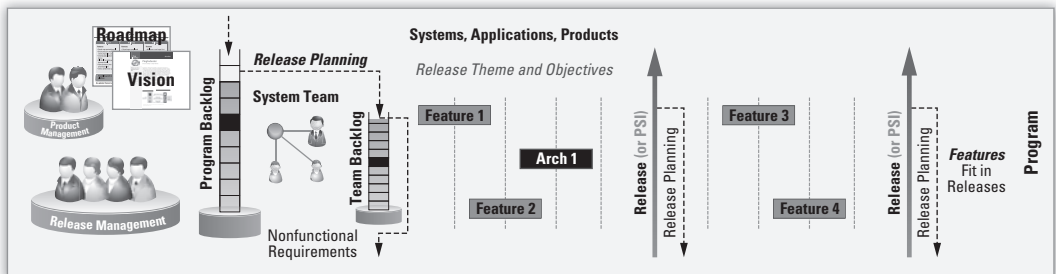 Roadmap
Vision
Product
Management
Release Management
Program Backlog
Release Planning
System Team
Team Backlog
Nonfunctional
Requirements
Systems, Applications, Products
Release Theme and Objectives
Feature 1
Arch 1
Feature 2
Release (or PSI)
Release Planning
Feature 3
Feature 4
Release (or PSI)
Release Planning
Features
Fit in
Releases
Program